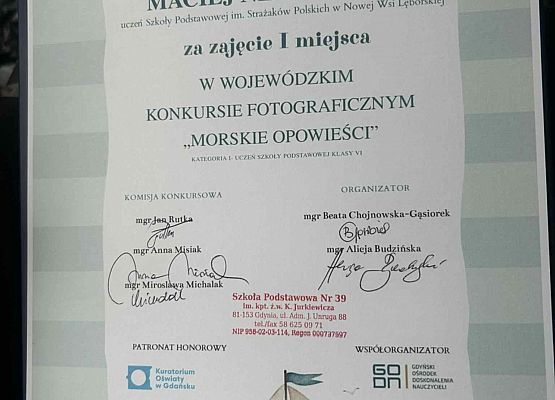 MACIEJ
uczeń Szkoły Podstawowej im. Strażaków Polskich w Nowej Wsi Lęborskiej
za zajęcie I miejsca
W WOJEWÓDZKIM
KONKURSIE FOTOGRAFICZNYM
„MORSKIE OPOWIEŚCI”
KATEGORIA I- UCZEŃ SZKOŁY PODSTAWOWEJ KLASY VI
KOMISJA KONKURSOWA
mgr Jan Rutka
mgr Anna Misiak
mgr Mirosława Michalak
ORGANIZATOR
mgr Beata Chojnowska-Gąsiorek
mgr Alicja Budzińska
Szkoła Podstawowa Nr 39
im. kpt. ż.w. K. Jurkiewicza
81-153 Gdynia, ul. Adm. J. Unruga 88
tel./fax 58 625 09 71
NIP 958-02-03-114, Regon 000737597
PATRONAT HONOROWY
Kuratorium
Oświaty
w Gdańsku
WSPÓŁORGANIZATOR
GODN
GDYŃSKI
OŚRODEK
DOSKONALENIA
NAUCZYCIELI